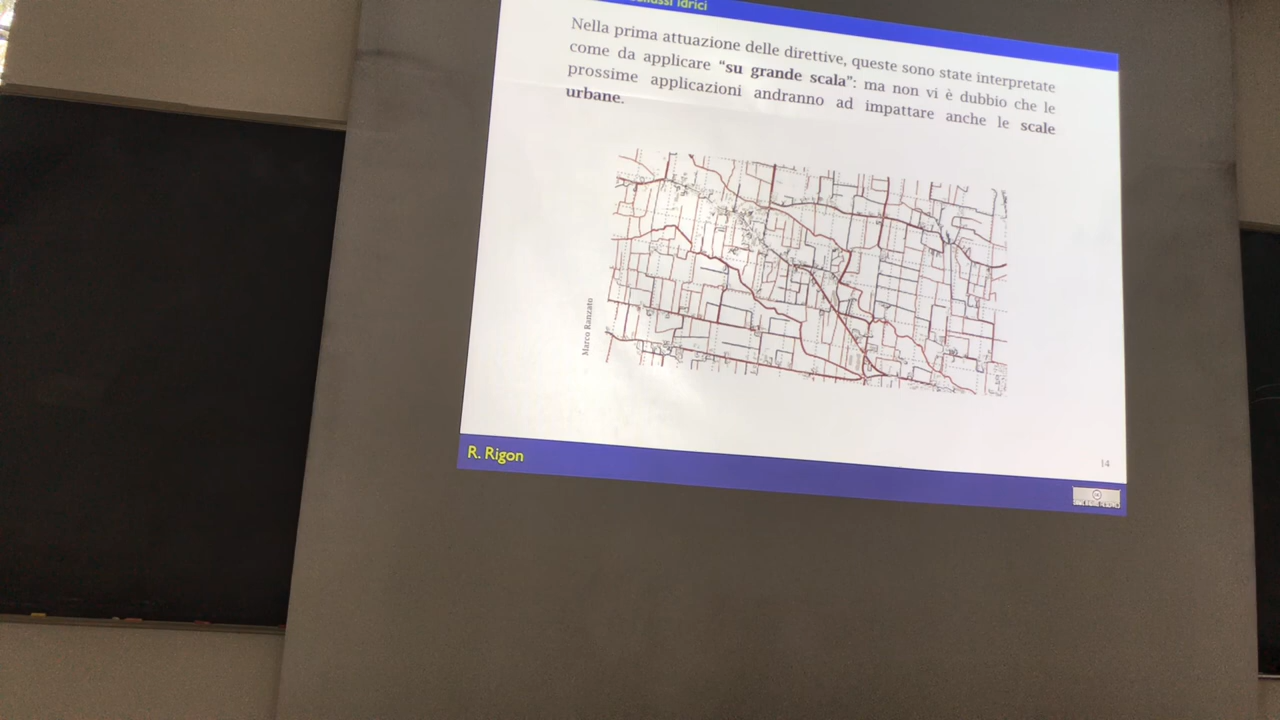 idrici
Nella prima attuazione delle direttive, queste sono state interpretate
come da applicare “su grande scala”: ma non vi è dubbio che le
prossime applicazioni andranno ad impattare anche le scale
urbane.
Marco Ranzato
R. Rigon
14